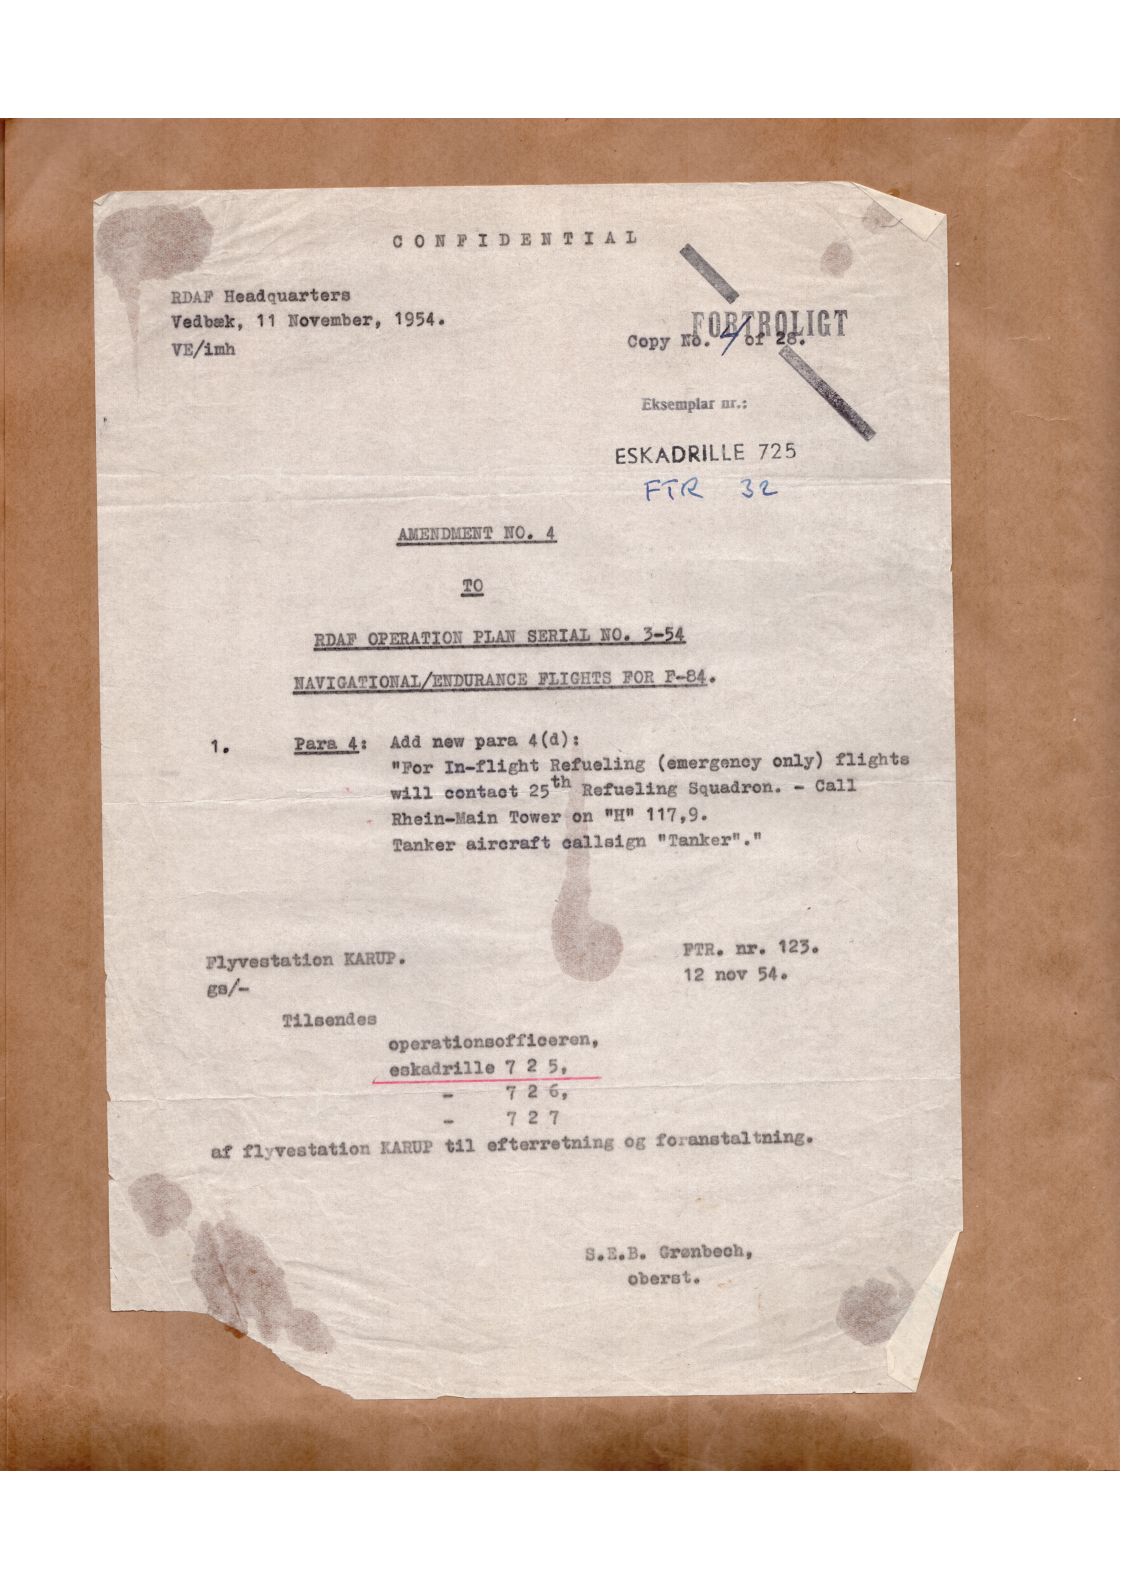 CONFIDENTIAL
RDAF Headquarters
Vedbæk, 11 November, 1954.
VE/imh
FORTROLIGT
Copy No. 4 of 28.
Eksemplar nr.:
ESKADRILLE 725
FTR 32
AMENDMENT NO. 4
TO
RDAF OPERATION PLAN SERIAL NO. 3-54
NAVIGATIONAL/ENDURANCE FLIGHTS FOR F-84.
1. Para 4: Add new para 4(d):
"For In-flight Refueling (emergency only) flights
will contact 25th Refueling Squadron. - Call
Rhein-Main Tower on "H" 117,9.
Tanker aircraft callsign "Tanker"."
Flyvestation KARUP. FTR. nr. 123.
gs/- 12 nov 54.
Tilsendes
operationsofficeren,
eskadrille 7 2 5,
- 7 2 6,
- 7 2 7
af flyvestation KARUP til efterretning og foranstaltning.
S.E.B. Grønbech,
oberst.